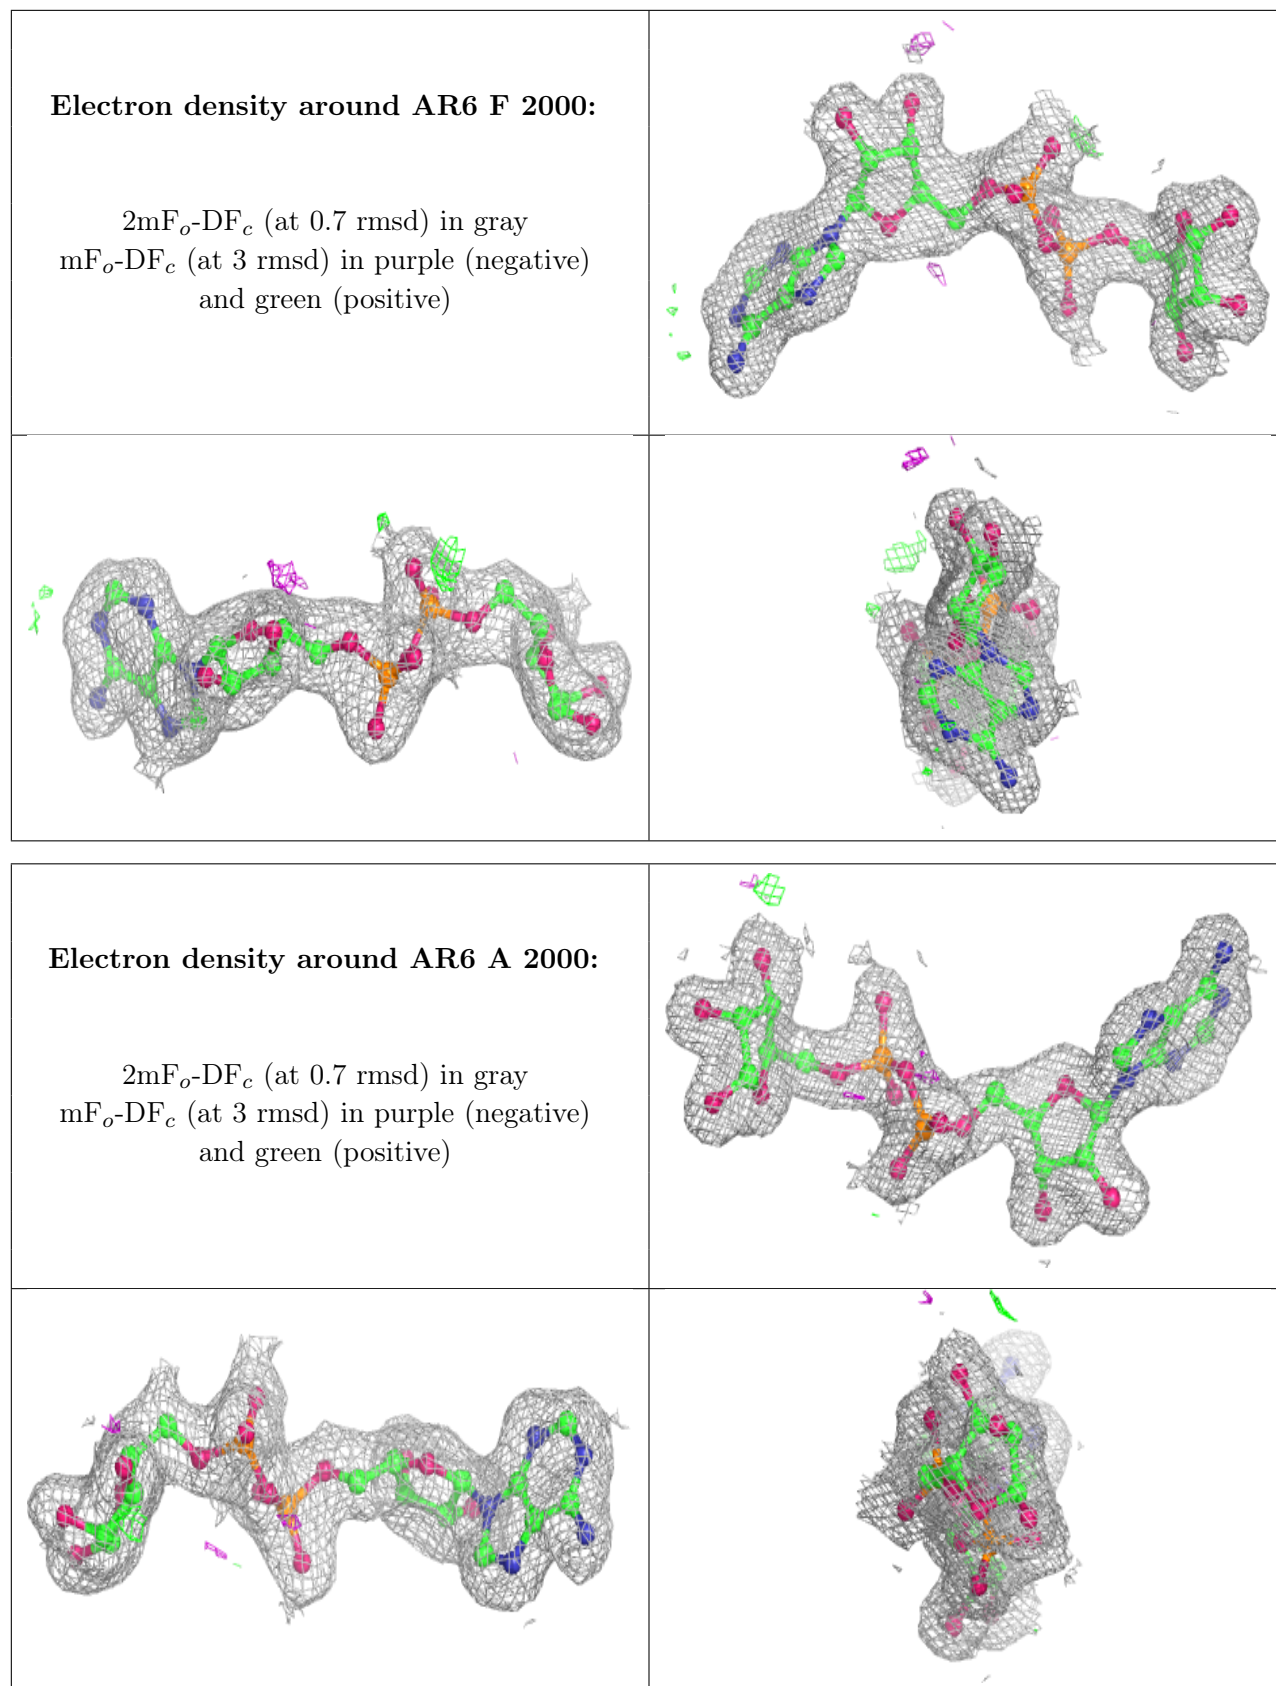 Electron density around AR6 F 2000:
2mFo-DFc (at 0.7 rmsd) in gray
mFo-DFc (at 3 rmsd) in purple (negative)
and green (positive)
Electron density around AR6 A 2000:
2mFo-DFc (at 0.7 rmsd) in gray
mFo-DFc (at 3 rmsd) in purple (negative)
and green (positive)